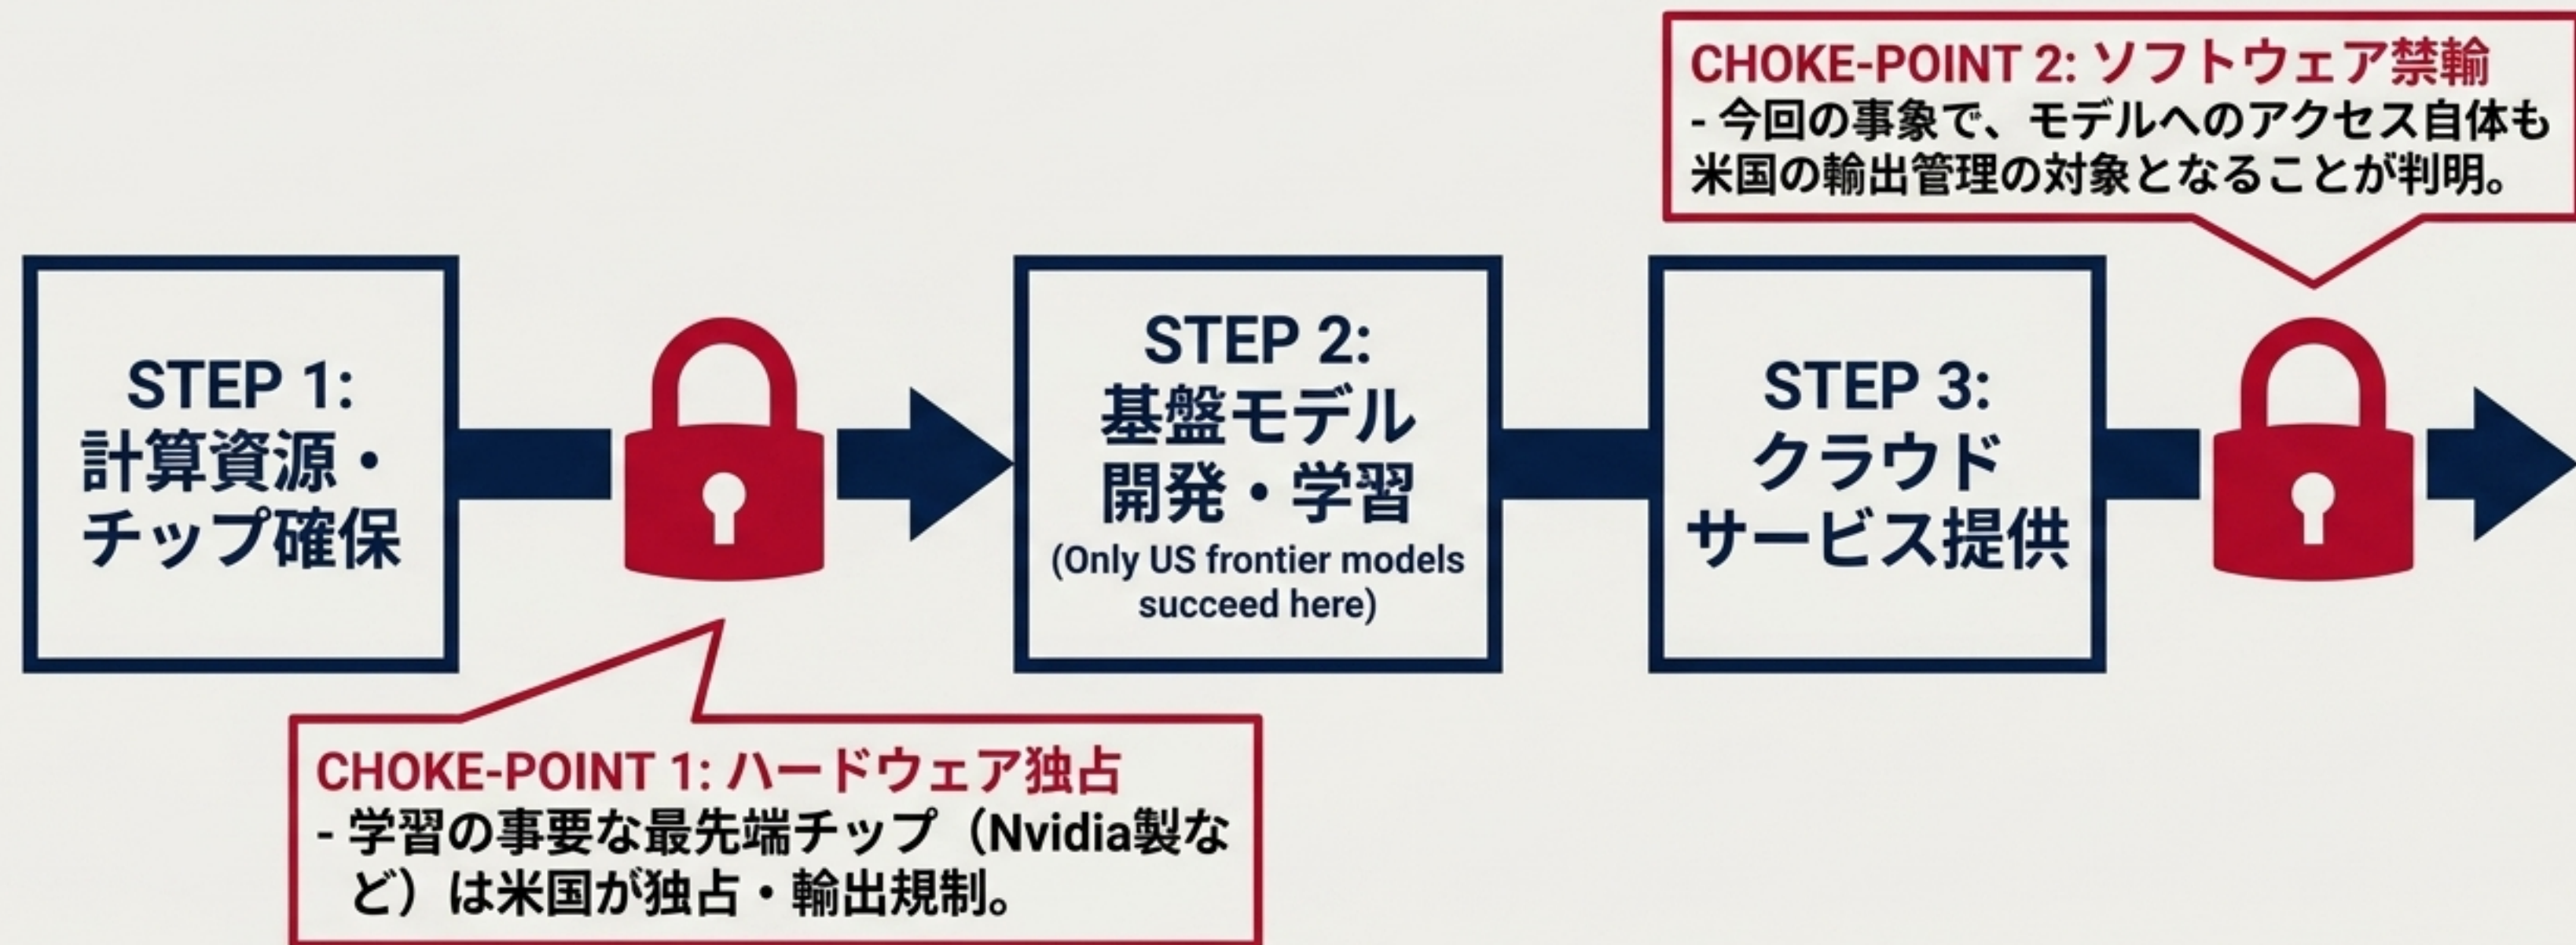 CHOKE-POINT 2: ソフトウェア禁輸
- 今回の事象で、モデルへのアクセス自体も
米国の輸出管理の対象となることが判明。
STEP 1:
計算資源・
チップ確保
STEP 2:
基盤モデル
開発・学習
(Only US frontier models
succeed here)
STEP 3:
クラウド
サービス提供
CHOKE-POINT 1: ハードウェア独占
- 学習の事要な最先端チップ（Nvidia製な
ど）は米国が独占・輸出規制。